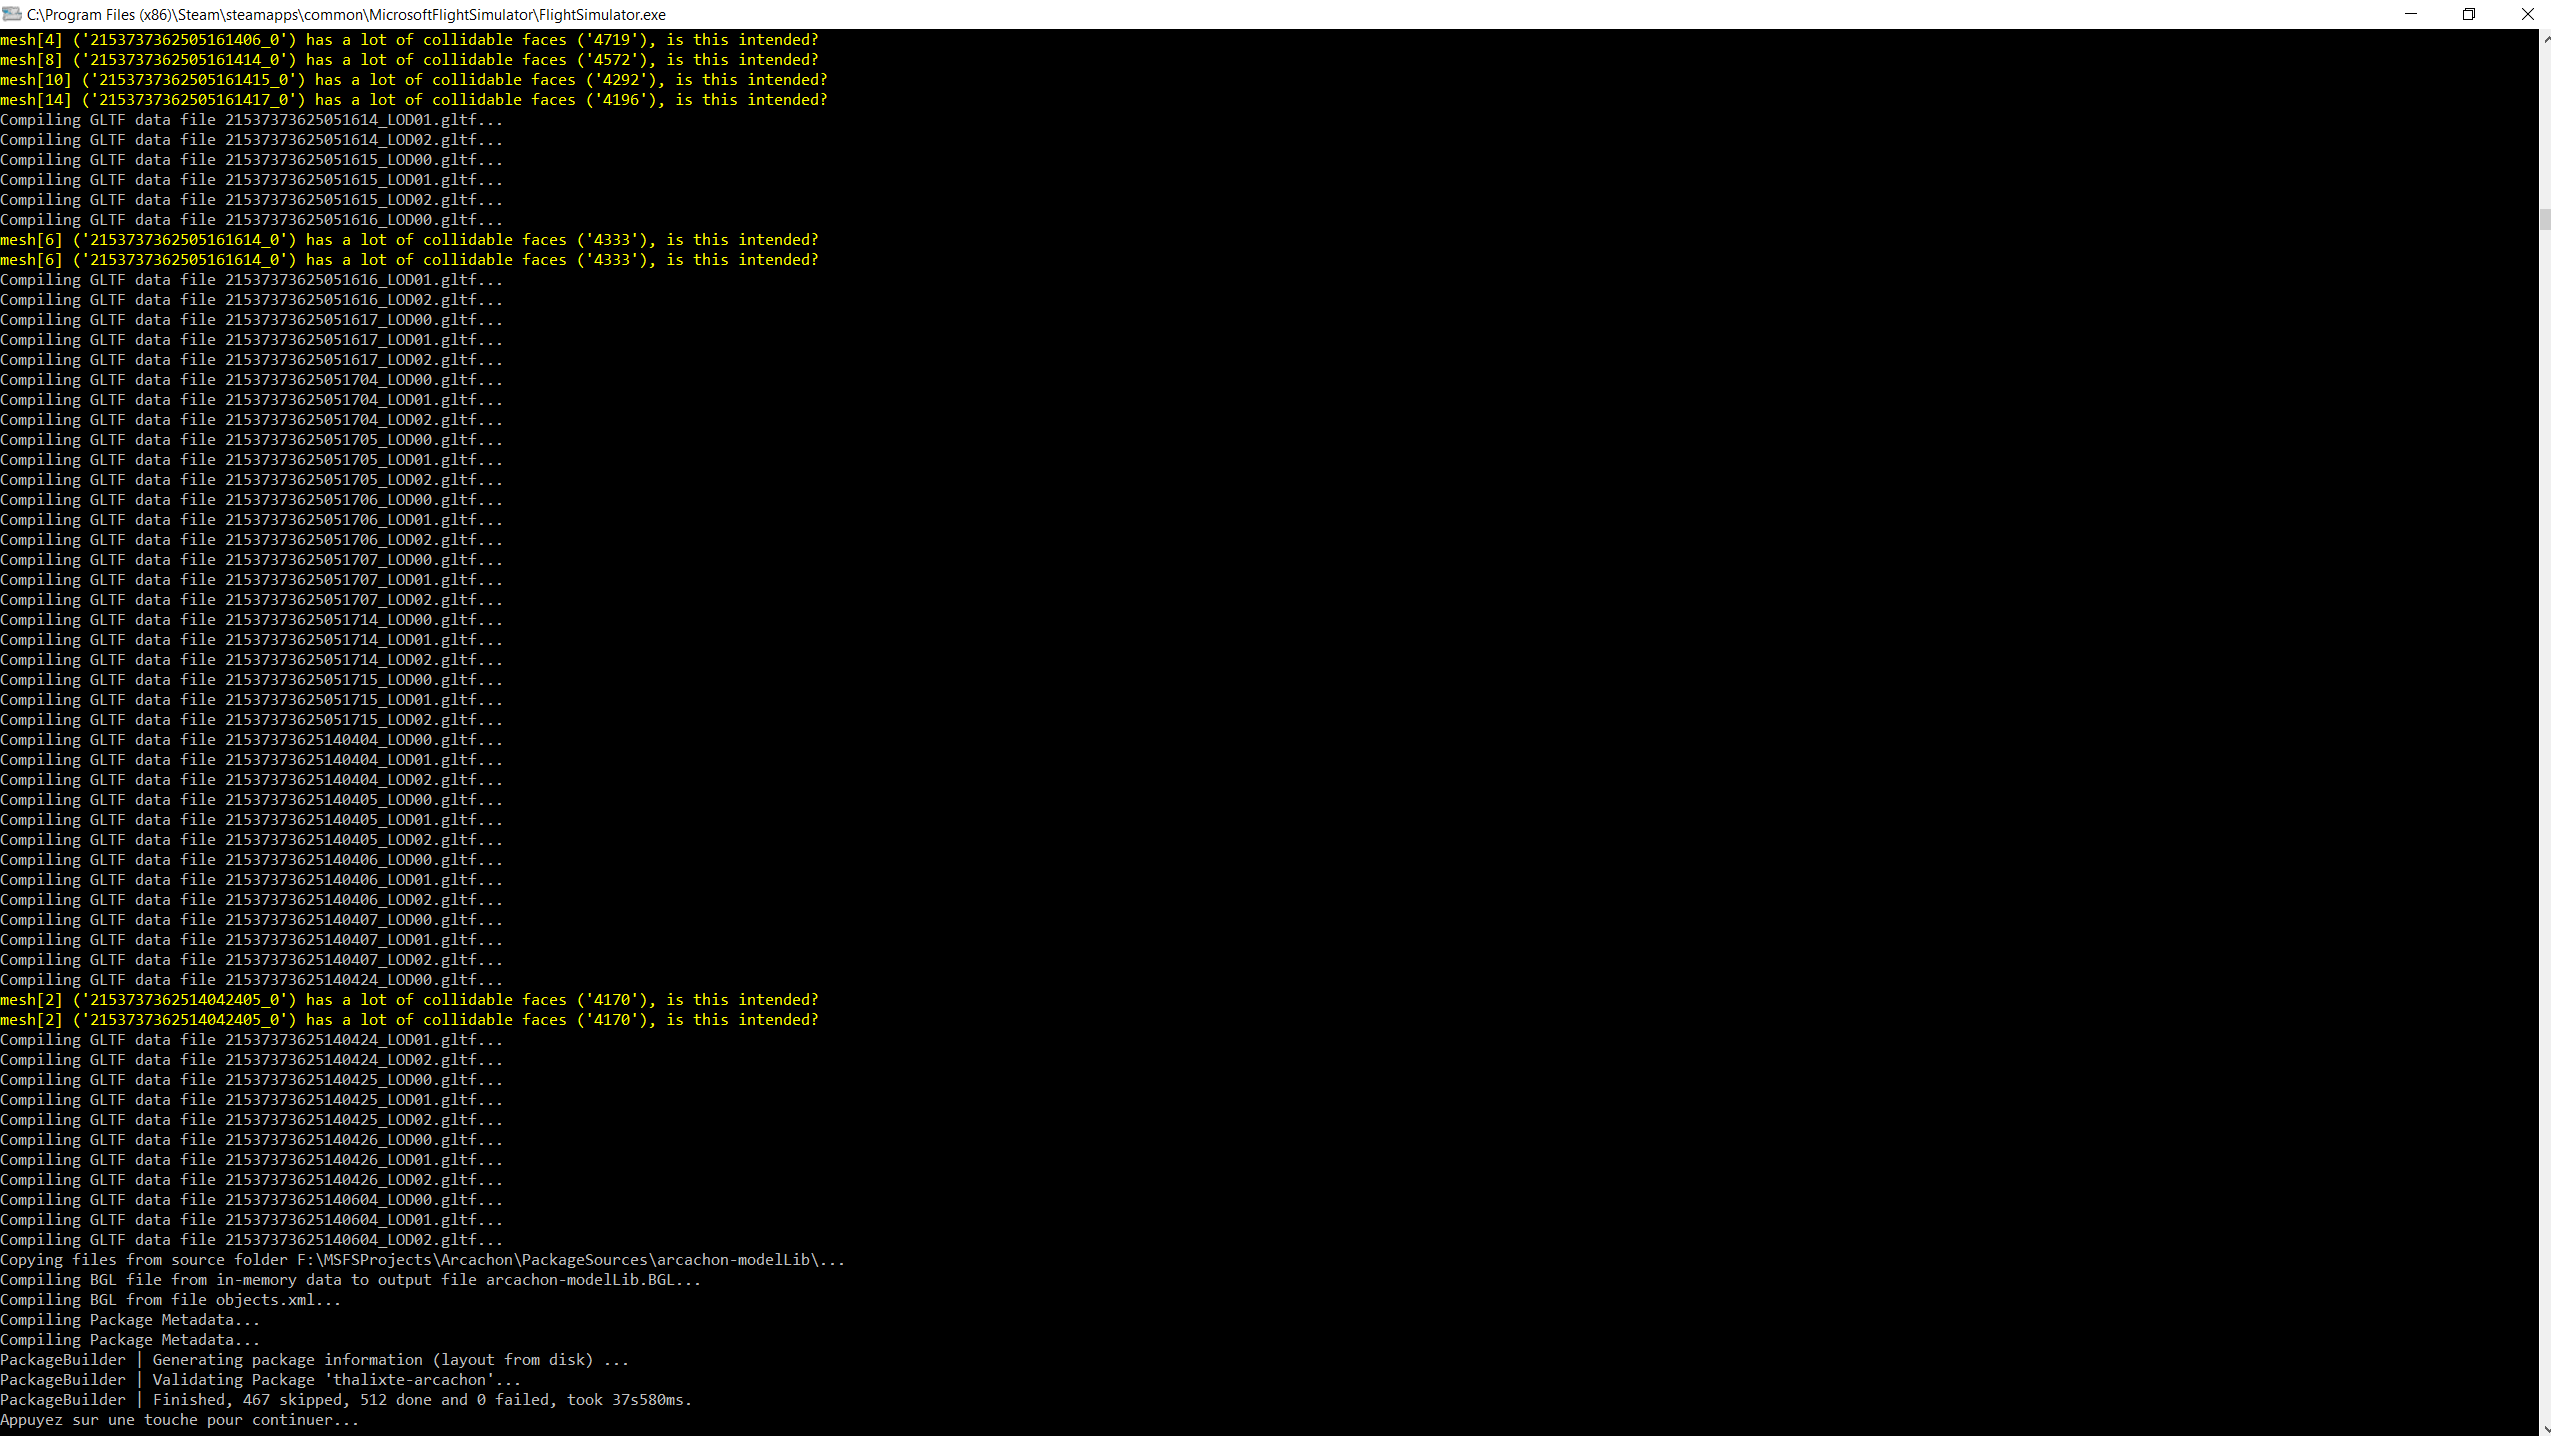 C:\Program Files (x86)\Steam\steamapps\common\MicrosoftFlightSimulator\FlightSimulator.exe
mesh[4] ('2153737362505161406_0') has a lot of collidable faces ('4719'), is this intended?
mesh[8] ('2153737362505161414_0') has a lot of collidable faces ('4572'), is this intended?
mesh[10] ('2153737362505161415_0') has a lot of collidable faces ('4292'), is this intended?
mesh[14] ('2153737362505161417_0') has a lot of collidable faces ('4196'), is this intended?
Compiling GLTF data file 21537373625051614_LOD01.gltf...
Compiling GLTF data file 21537373625051614_LOD02.gltf...
Compiling GLTF data file 21537373625051615_LOD00.gltf...
Compiling GLTF data file 21537373625051615_LOD01.gltf...
Compiling GLTF data file 21537373625051615_LOD02.gltf...
Compiling GLTF data file 21537373625051616_LOD00.gltf...
mesh[6] ('2153737362505161614_0') has a lot of collidable faces ('4333'), is this intended?
mesh[6] ('2153737362505161614_0') has a lot of collidable faces ('4333'), is this intended?
Compiling GLTF data file 21537373625051616_LOD01.gltf...
Compiling GLTF data file 21537373625051616_LOD02.gltf...
Compiling GLTF data file 21537373625051617_LOD00.gltf...
Compiling GLTF data file 21537373625051617_LOD01.gltf...
Compiling GLTF data file 21537373625051617_LOD02.gltf...
Compiling GLTF data file 21537373625051704_LOD00.gltf...
Compiling GLTF data file 21537373625051704_LOD01.gltf...
Compiling GLTF data file 21537373625051704_LOD02.gltf...
Compiling GLTF data file 21537373625051705_LOD00.gltf...
Compiling GLTF data file 21537373625051705_LOD01.gltf...
Compiling GLTF data file 21537373625051705_LOD02.gltf...
Compiling GLTF data file 21537373625051706_LOD00.gltf...
Compiling GLTF data file 21537373625051706_LOD01.gltf...
Compiling GLTF data file 21537373625051706_LOD02.gltf...
Compiling GLTF data file 21537373625051707_LOD00.gltf...
Compiling GLTF data file 21537373625051707_LOD01.gltf...
Compiling GLTF data file 21537373625051707_LOD02.gltf...
Compiling GLTF data file 21537373625051714_LOD00.gltf...
Compiling GLTF data file 21537373625051714_LOD01.gltf...
Compiling GLTF data file 21537373625051714_LOD02.gltf...
Compiling GLTF data file 21537373625051715_LOD00.gltf...
Compiling GLTF data file 21537373625051715_LOD01.gltf...
Compiling GLTF data file 21537373625051715_LOD02.gltf...
Compiling GLTF data file 21537373625140404_LOD00.gltf...
Compiling GLTF data file 21537373625140404_LOD01.gltf...
Compiling GLTF data file 21537373625140404_LOD02.gltf...
Compiling GLTF data file 21537373625140405_LOD00.gltf...
Compiling GLTF data file 21537373625140405_LOD01.gltf...
Compiling GLTF data file 21537373625140405_LOD02.gltf...
Compiling GLTF data file 21537373625140406_LOD00.gltf...
Compiling GLTF data file 21537373625140406_LOD01.gltf...
Compiling GLTF data file 21537373625140406_LOD02.gltf...
Compiling GLTF data file 21537373625140407_LOD00.gltf...
Compiling GLTF data file 21537373625140407_LOD01.gltf...
Compiling GLTF data file 21537373625140407_LOD02.gltf...
Compiling GLTF data file 21537373625140424_LOD00.gltf...
mesh[2] ('2153737362514042405_0') has a lot of collidable faces ('4170'), is this intended?
mesh[2] ('2153737362514042405_0') has a lot of collidable faces ('4170'), is this intended?
Compiling GLTF data file 21537373625140424_LOD01.gltf...
Compiling GLTF data file 21537373625140424_LOD02.gltf...
Compiling GLTF data file 21537373625140425_LOD00.gltf...
Compiling GLTF data file 21537373625140425_LOD01.gltf...
Compiling GLTF data file 21537373625140425_LOD02.gltf...
Compiling GLTF data file 21537373625140426_LOD00.gltf...
Compiling GLTF data file 21537373625140426_LOD01.gltf...
Compiling GLTF data file 21537373625140426_LOD02.gltf...
Compiling GLTF data file 21537373625140604_LOD00.gltf...
Compiling GLTF data file 21537373625140604_LOD01.gltf...
Compiling GLTF data file 21537373625140604_LOD02.gltf...
Copying files from source folder F:\MSFSProjects\Arcachon\PackageSources\arcachon-modelLib\...
Compiling BGL file from in-memory data to output file arcachon-modelLib.BGL...
Compiling BGL from file objects.xml...
Compiling Package Metadata...
Compiling Package Metadata...
PackageBuilder | Generating package information (layout from disk) ...
PackageBuilder | Validating Package 'thalixte-arcachon'...
PackageBuilder | Finished, 467 skipped, 512 done and 0 failed, took 37s580ms.
Appuyez sur une touche pour continuer...